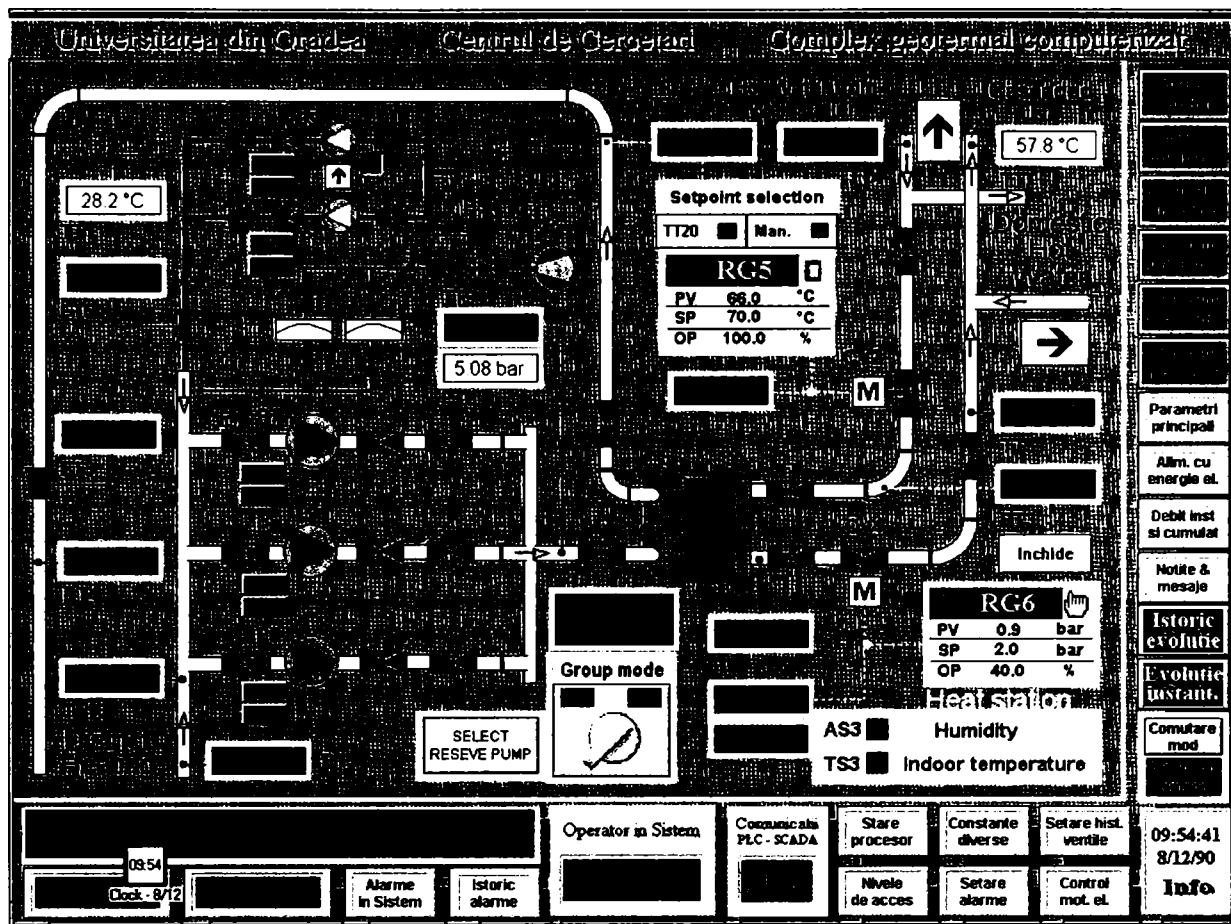 Universitatea din Oradea
Centrul de Cercetari
Complex geotermal computerizat
57.8 °C
28.2 °C
Setpoint selection
TT20
Man.
RG5
PV 66.0 °C
SP 70.0 °C
OP 100.0 %
5 08 bar
M
Parametri
principali
Alim. cu
energie el.
Debit inst
si cumulat
Inchide
Notite &
mesaje
M
RG6
PV 0.9 bar
SP 2.0 bar
OP 40.0 %
Istoric
evolutie
Evolutie
instant.
Group mode
Heat station
SELECT
RESEVE PUMP
AS3 Humidity
TS3 Indoor temperature
Comutare
mod
Operator in Sistem
Comunicatii
PLC - SCADA
Stare
procesor
Constante
diverse
Setare hist.
ventile
09:54:41
8/12/90
Info
09:54
Clock - 8/12
Alarme
in Sistem
Istoric
alarme
Nivele
de acces
Setare
alarme
Control
mot. el.